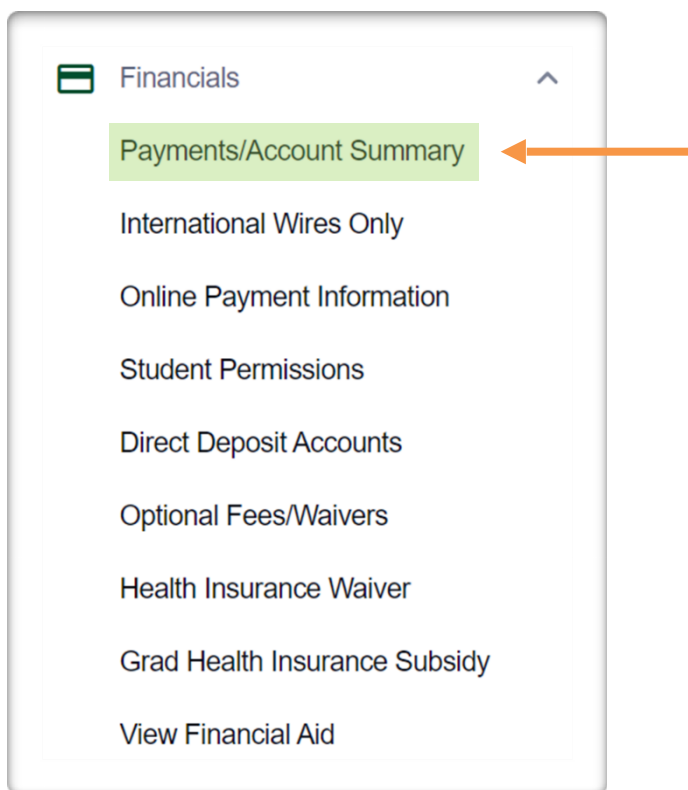 Financials
Payments/Account Summary
International Wires Only
Online Payment Information
Student Permissions
Direct Deposit Accounts
Optional Fees/Waivers
Health Insurance Waiver
Grad Health Insurance Subsidy
View Financial Aid